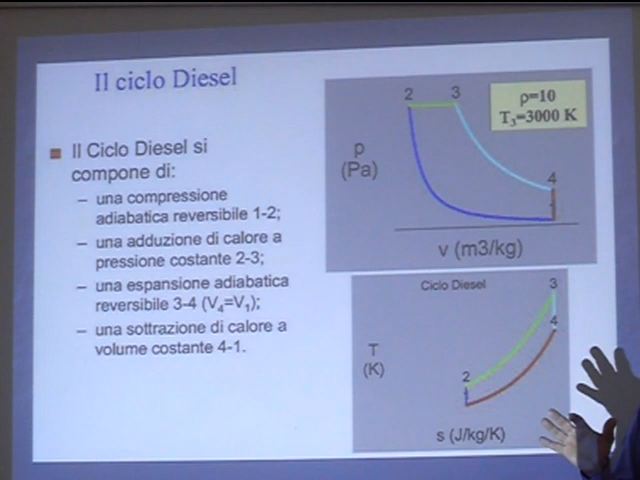 Il ciclo Diesel
Il Ciclo Diesel si
compone di:
– una compressione
adiabatica reversibile 1-2;
– una adduzione di calore a
pressione costante 2-3;
– una espansione adiabatica
reversibile 3-4 (V₄=V₁);
– una sottrazione di calore a
volume costante 4-1.
2 3
ρ=10
T₃=3000 K
p
(Pa)
4
v (m3/kg)
Ciclo Diesel
3
4
T
(K)
2
s (J/kg/K)